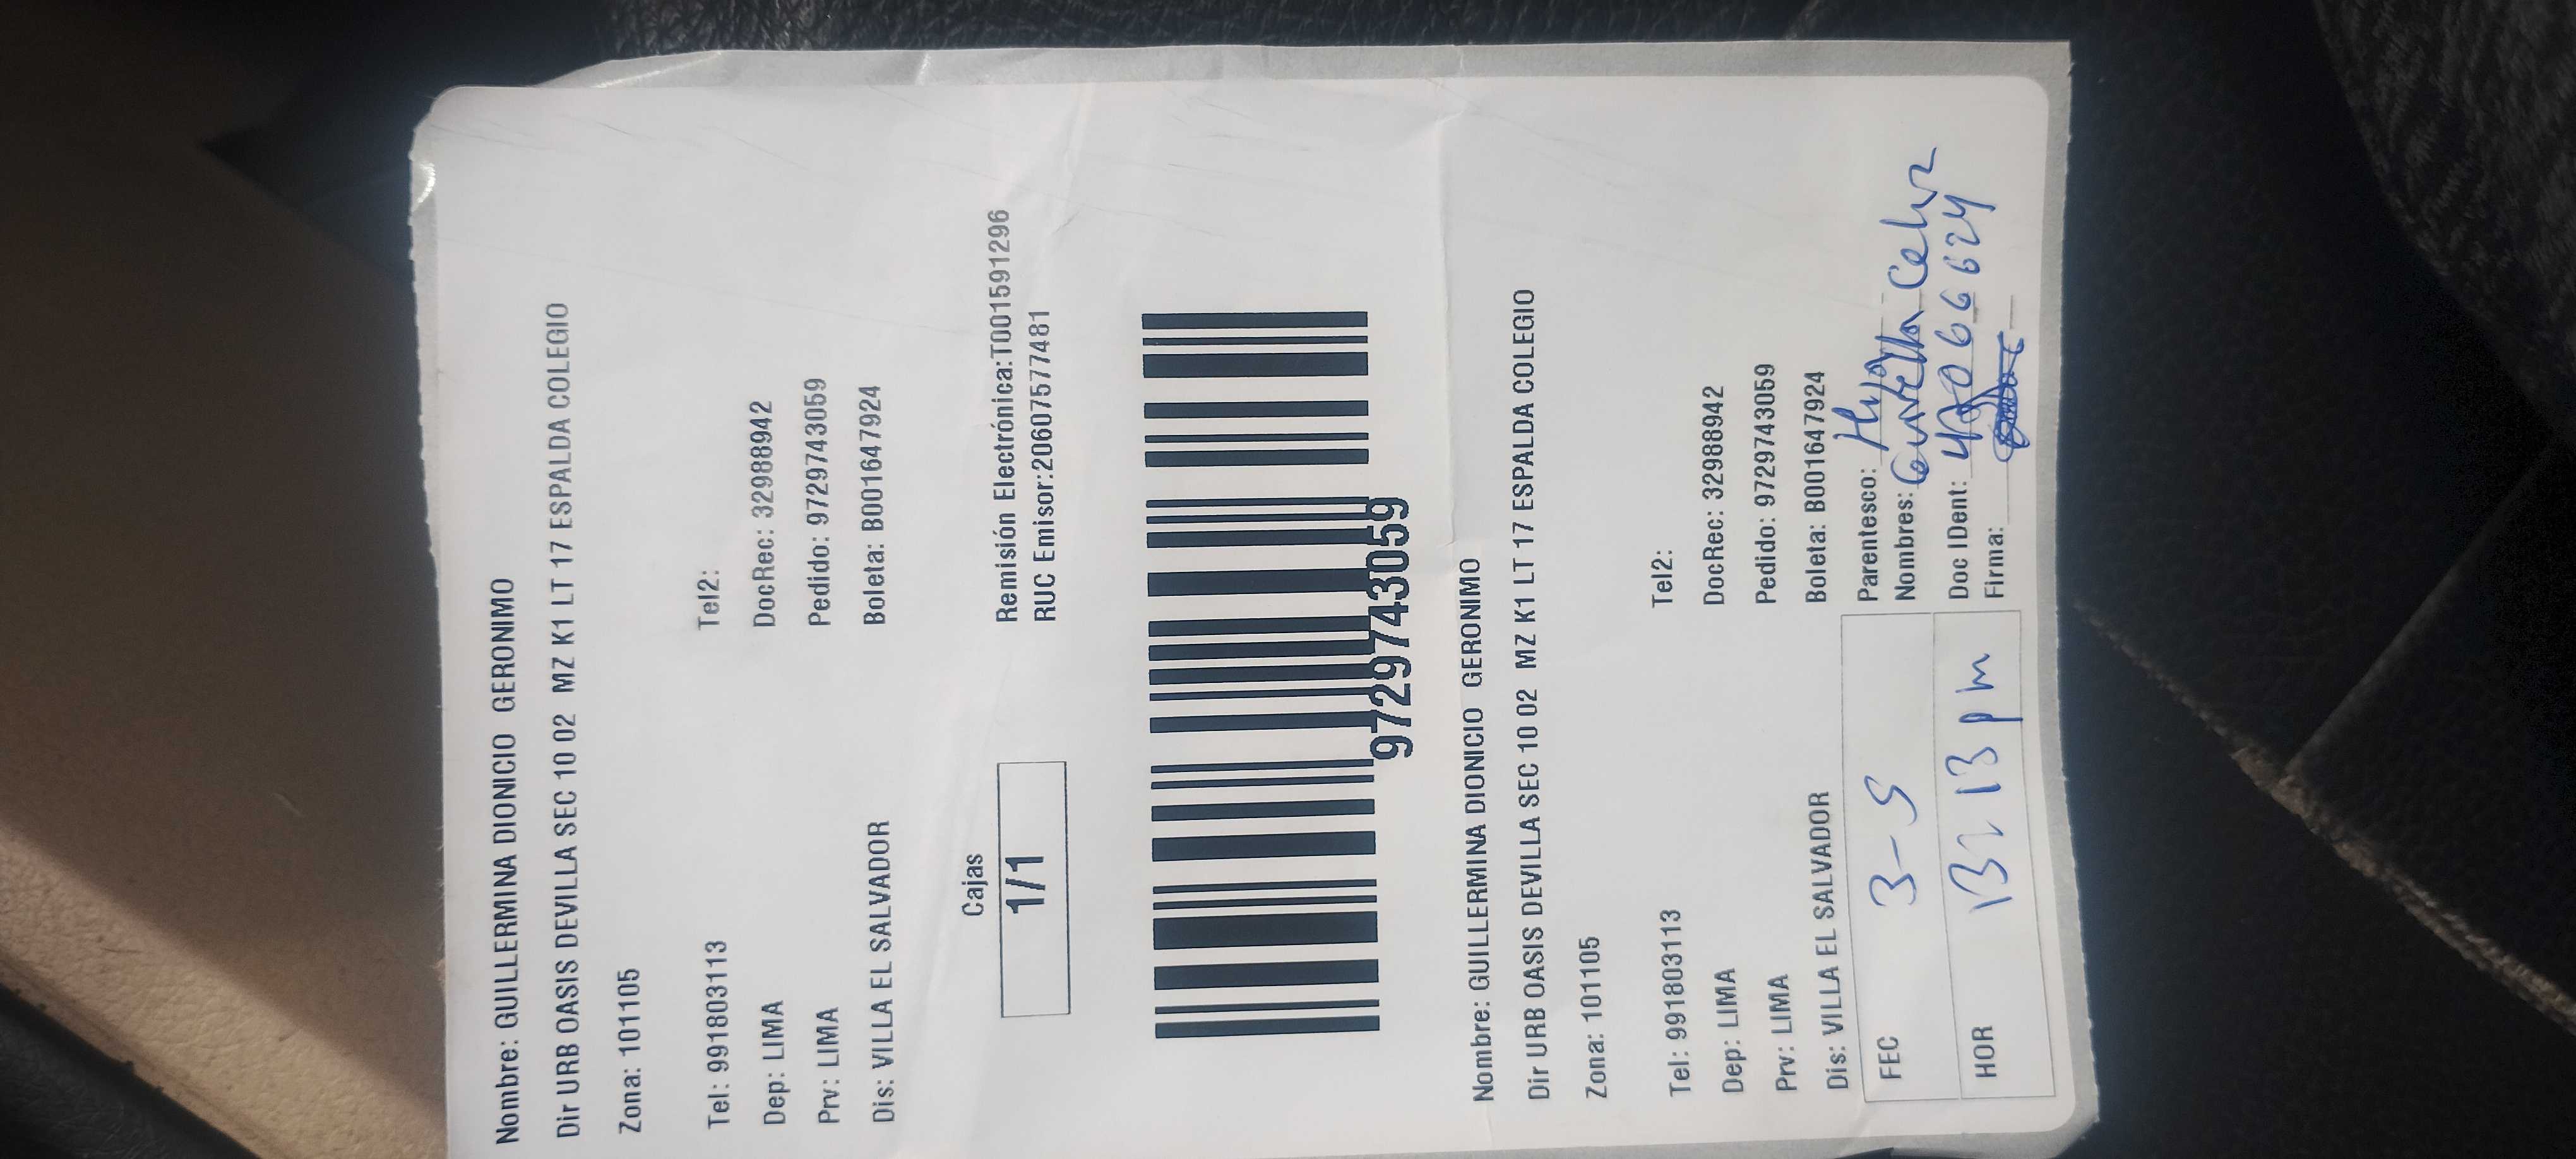 Nombre: GUILLERMINA DIONICIO GERONIMO
Dir URB OASIS DEVILLA SEC 10 02 MZ K1 LT 17 ESPALDA COLEGIO
Zona: 101105
Tel: 991803113 Tel2:
Dep: LIMA DocRec: 32988942
Prv: LIMA Pedido: 9729743059
Dis: VILLA EL SALVADOR Boleta: B001647924
Cajas
1/1
Remisión Electrónica:T001591296
RUC Emisor:20607577481
9729743059
Nombre: GUILLERMINA DIONICIO GERONIMO
Dir URB OASIS DEVILLA SEC 10 02 MZ K1 LT 17 ESPALDA COLEGIO
Zona: 101105
Tel: 991803113 Tel2:
Dep: LIMA DocRec: 32988942
Prv: LIMA Pedido: 9729743059
Dis: VILLA EL SALVADOR Boleta: B001647924
FEC 3-5 Parentesco: Hija
Nombres:
HOR 13 pm Doc IDent:
Firma: